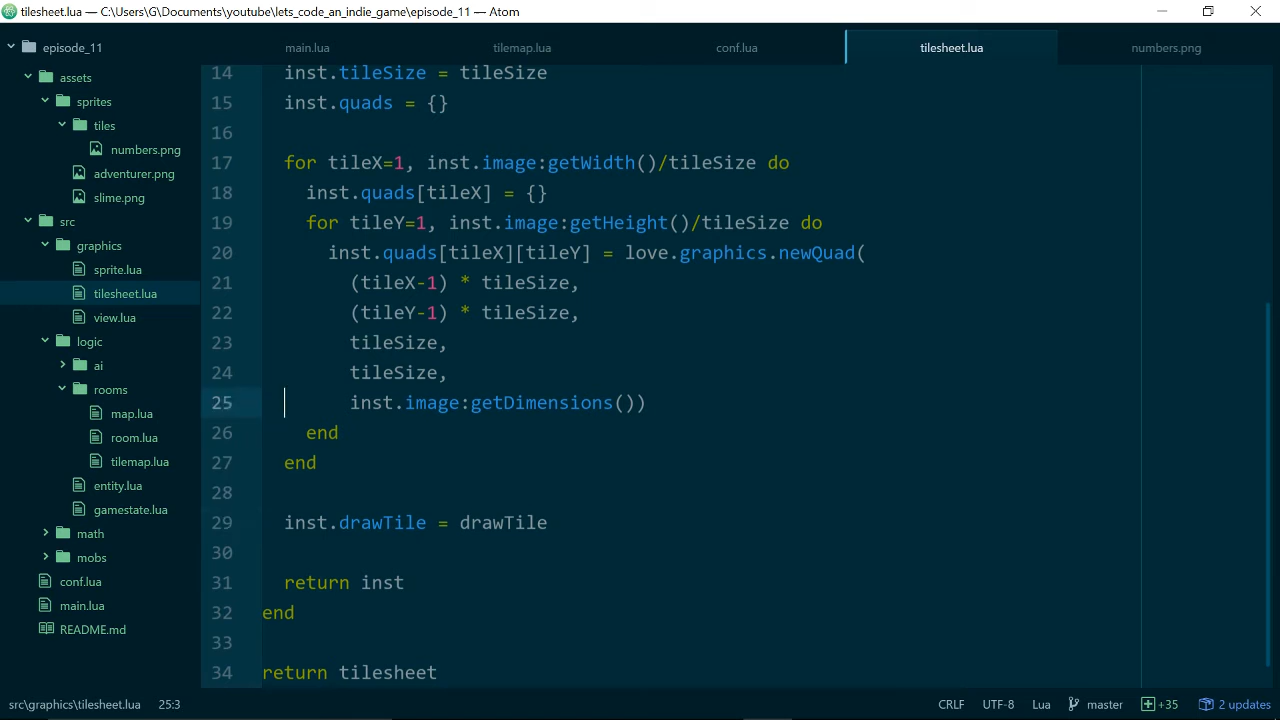 tilesheet.lua — C:\Users\G\Documents\youtube\lets_code_an_indie_game\episode_11 — Atom
episode_11
assets
sprites
tiles
numbers.png
adventurer.png
slime.png
src
graphics
sprite.lua
tilesheet.lua
view.lua
logic
ai
rooms
map.lua
room.lua
tilemap.lua
entity.lua
gamestate.lua
math
mobs
conf.lua
main.lua
README.md
main.lua tilemap.lua conf.lua tilesheet.lua numbers.png
14 inst.tileSize = tileSize
15 inst.quads = {}
16
17 for tileX=1, inst.image:getWidth()/tileSize do
18 inst.quads[tileX] = {}
19 for tileY=1, inst.image:getHeight()/tileSize do
20 inst.quads[tileX][tileY] = love.graphics.newQuad(
21 (tileX-1) * tileSize,
22 (tileY-1) * tileSize,
23 tileSize,
24 tileSize,
25 inst.image:getDimensions())
26 end
27 end
28
29 inst.drawTile = drawTile
30
31 return inst
32 end
33
34 return tilesheet
src\graphics\tilesheet.lua 25:3 CRLF UTF-8 Lua master +35 2 updates